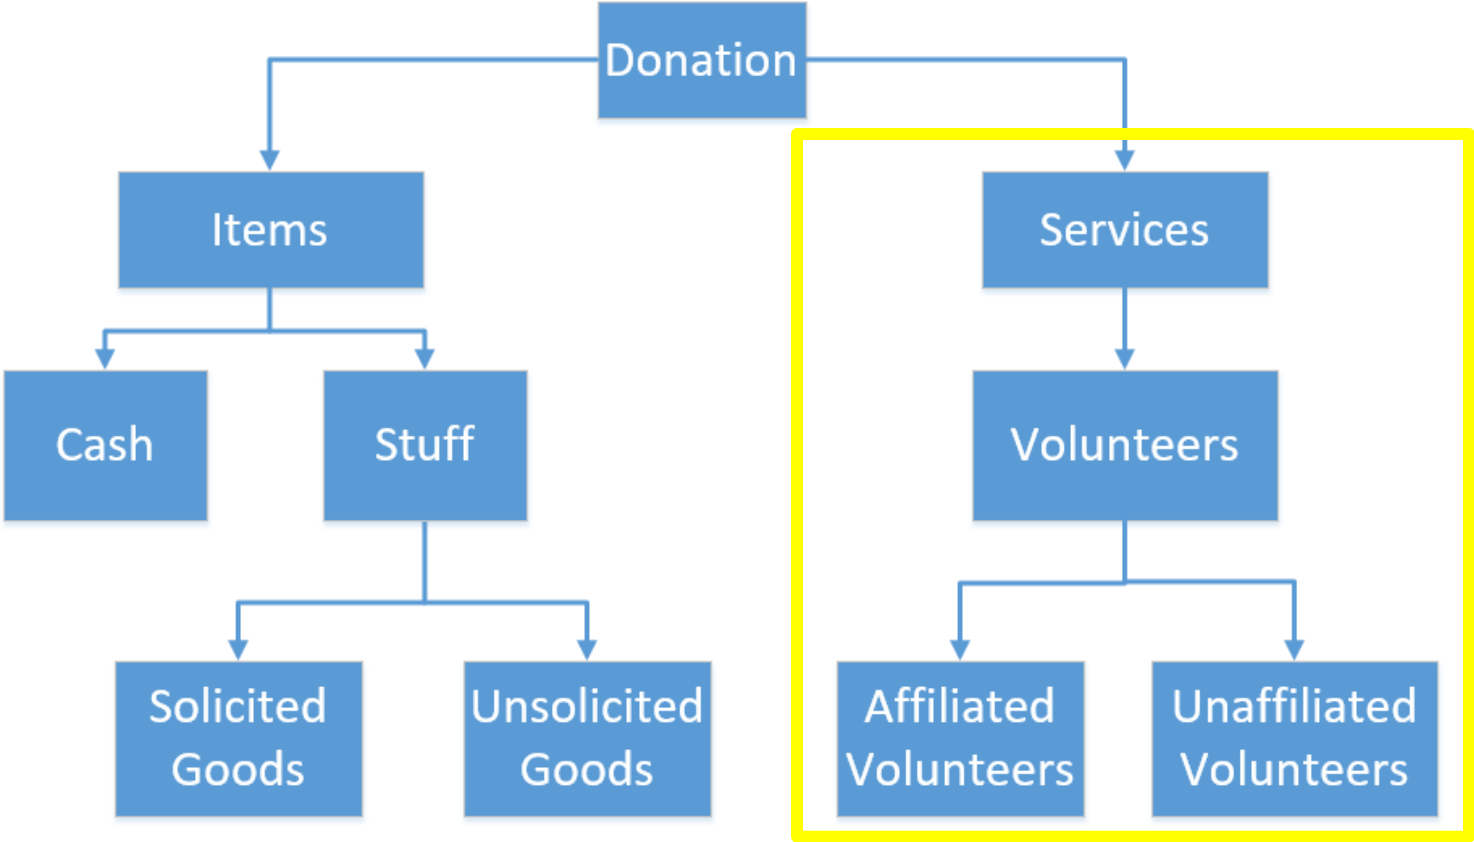 Donation
Items
Services
Cash
Stuff
Volunteers
Solicited
Goods
Unsolicited
Goods
Affiliated
Volunteers
Unaffiliated
Volunteers